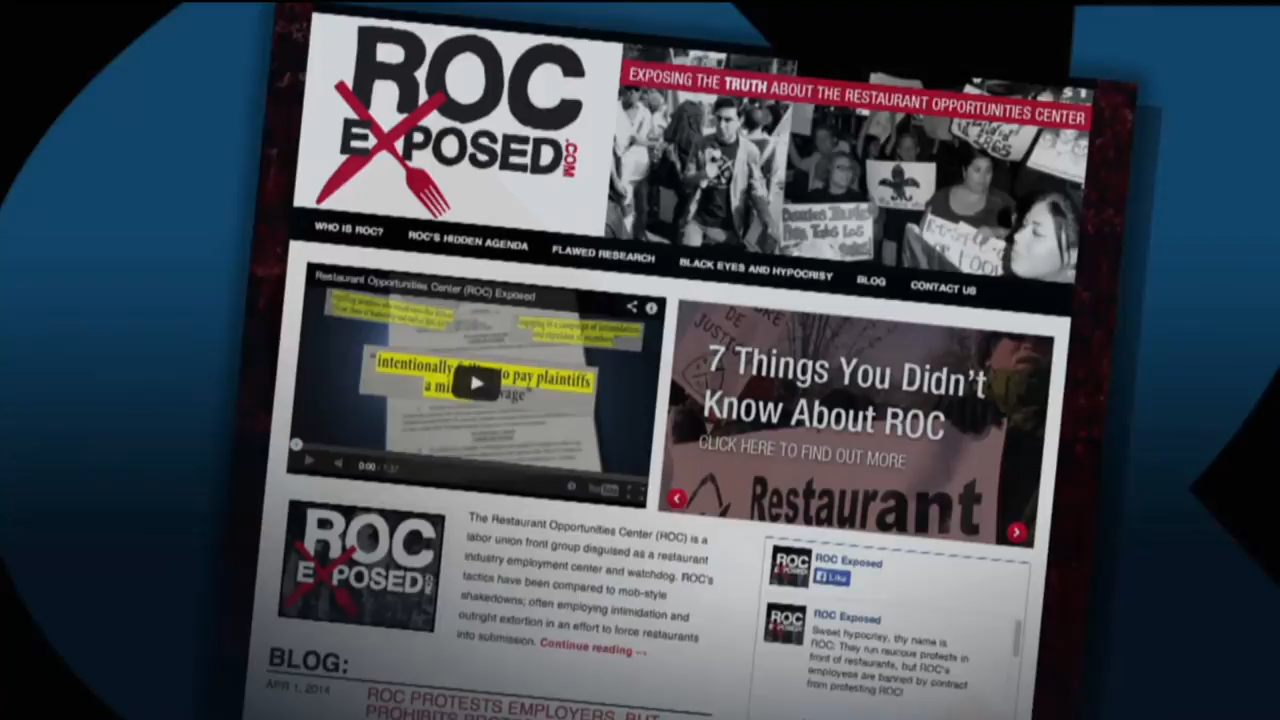 ROC
EXPOSED
.COM
EXPOSING THE TRUTH ABOUT THE RESTAURANT OPPORTUNITIES CENTER
WHO IS ROC? ROC'S HIDDEN AGENDA FLAWED RESEARCH BLACK EYES AND HYPOCRISY BLOG CONTACT US
Restaurant Opportunities Center (ROC) Exposed
"intentionally to pay plaintiffs
a wage"
0:00 / 1:37
YouTube
DE
JUSTIC
7 Things You Didn't
Know About ROC
CLICK HERE TO FIND OUT MORE
Restaurant
ROC
EXPOSED
.COM
The Restaurant Opportunities Center (ROC) is a
labor union front group disguised as a restaurant
industry employment center and watchdog. ROC's
tactics have been compared to mob-style
shakedowns; often employing intimidation and
outright extortion in an effort to force restaurants
into submission. Continue reading →
ROC Exposed
Like
ROC Exposed
Sweet hypocrisy, thy name is
ROC: They run raucous protests in
front of restaurants, but ROC's
employees are banned by contract
from protesting ROC!
BLOG:
APR 1, 2014
ROC PROTESTS EMPLOYERS, BUT